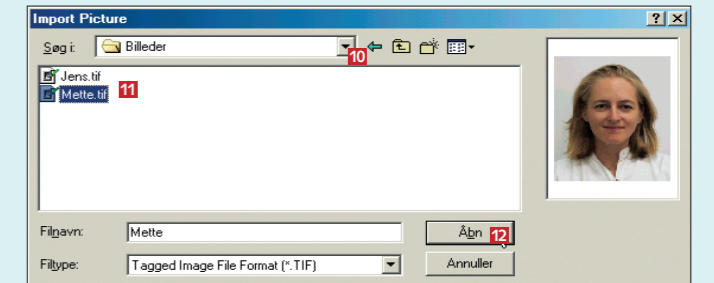 Import Picture
Søg i: Billeder
10
Jens.tif
Mette.tif 11
Filnavn: Mette Åbn 12
Filtype: Tagged Image File Format (*.TIF) Annuller